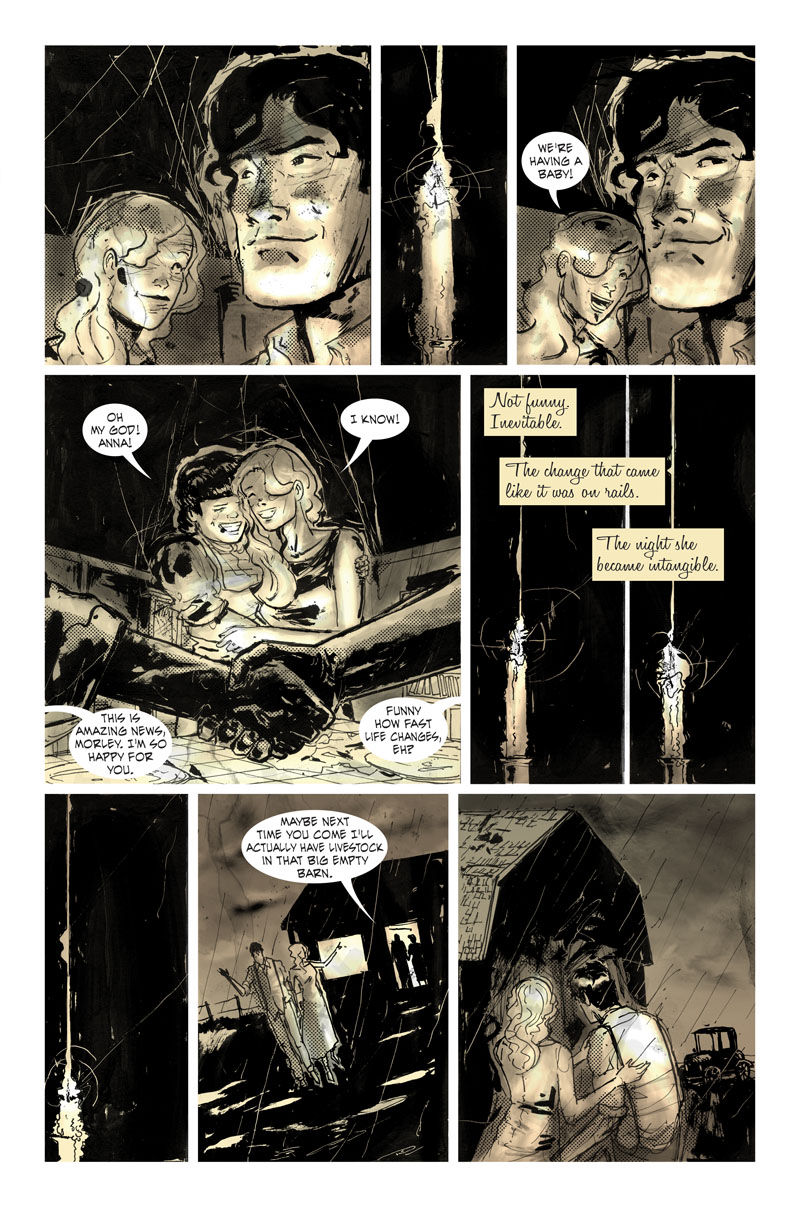 WE'RE
HAVING A
BABY!
OH
MY GOD!
ANNA!
I KNOW!
THIS IS
AMAZING NEWS,
MORLEY. I'M SO
HAPPY FOR
YOU.
FUNNY
HOW FAST
LIFE CHANGES,
EH?
Not funny.
Inevitable.
The change that came
like it was on rails.
The night she
became intangible.
MAYBE NEXT
TIME YOU COME I'LL
ACTUALLY HAVE LIVESTOCK
IN THAT BIG EMPTY
BARN.